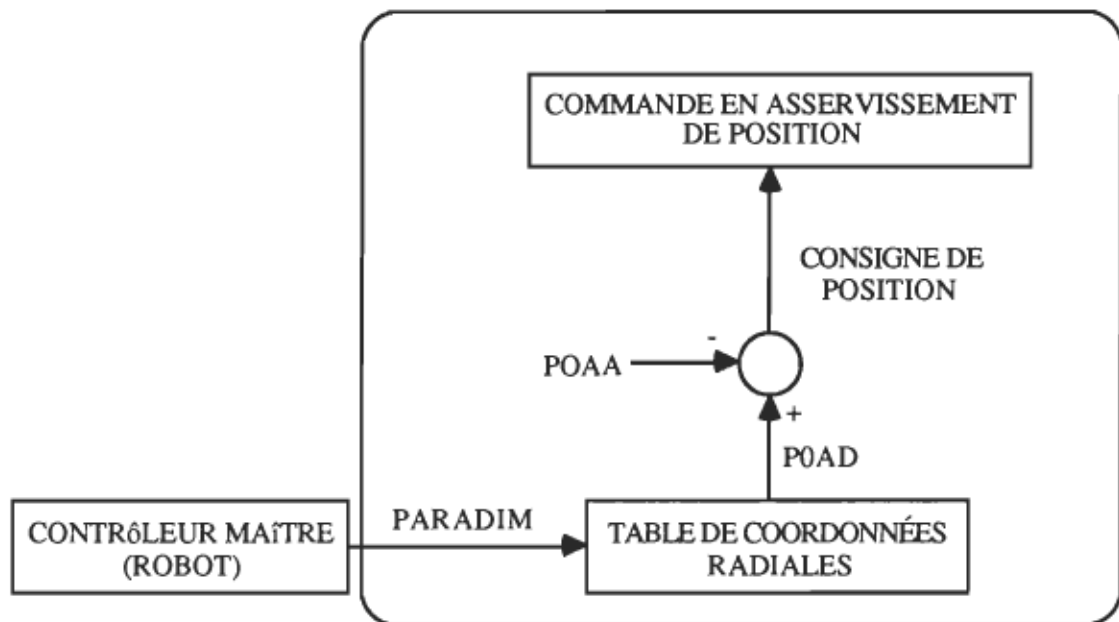 COMMANDE EN ASSERVISSEMENT
DE POSITION
CONSIGNE DE
POSITION
-
POAA
+
P0AD
PARADIM
CONTRôLEUR MAîTRE
(ROBOT)
TABLE DE COORDONNÉES
RADIALES